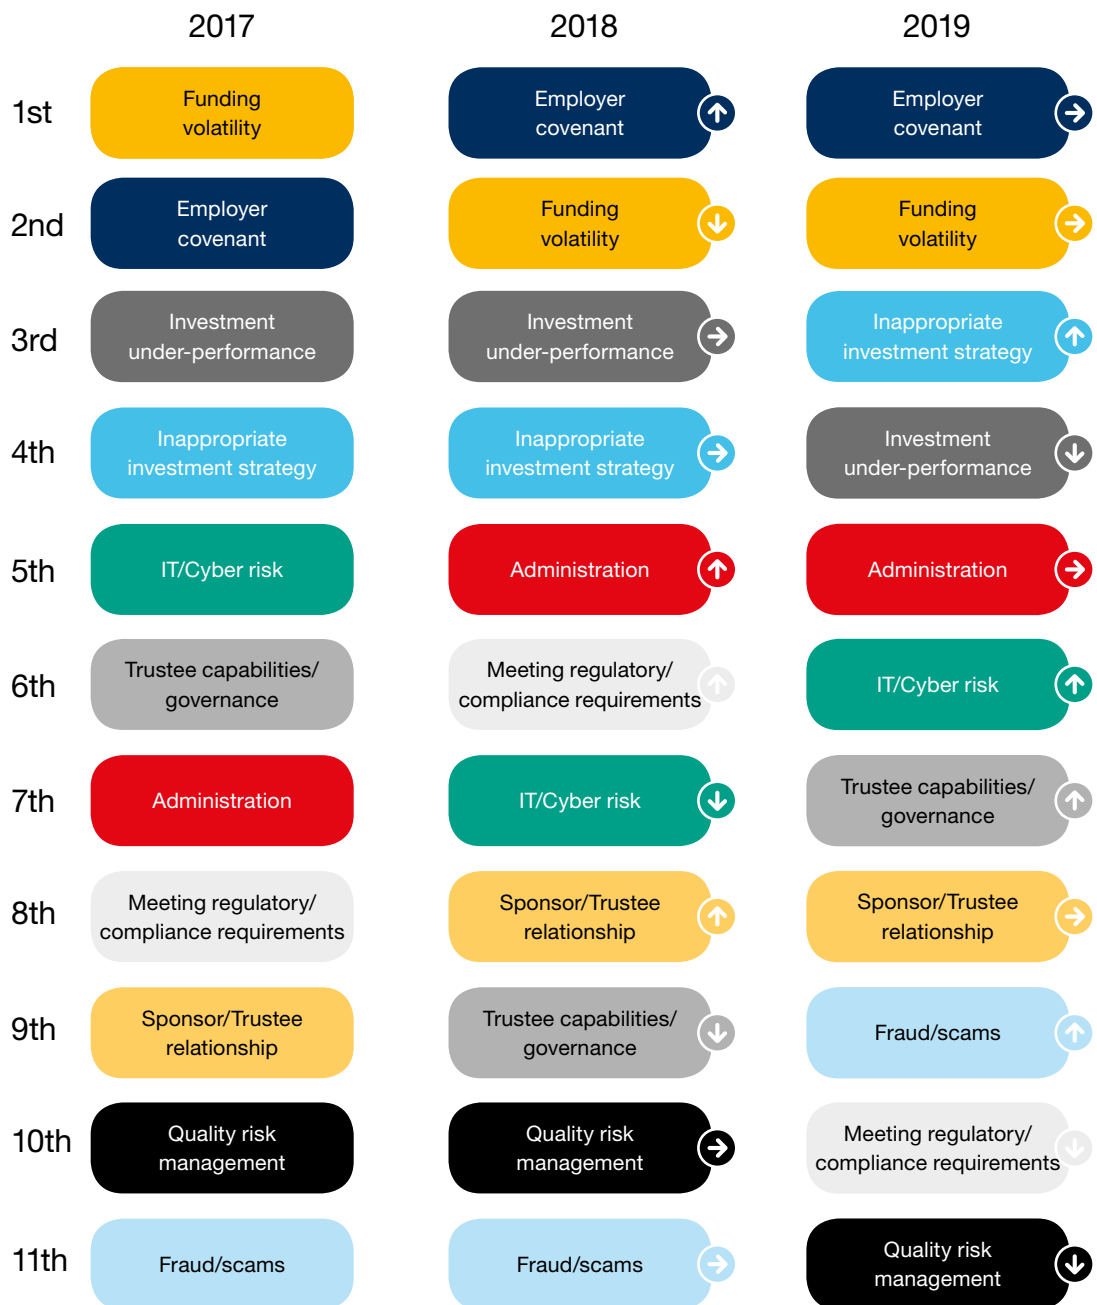 2017 2018 2019
1st
Funding
volatility
Employer
covenant
Employer
covenant
2nd
Employer
covenant
Funding
volatility
Funding
volatility
3rd
Investment
under-performance
Investment
under-performance
Inappropriate
investment strategy
4th
Inappropriate
investment strategy
Inappropriate
investment strategy
Investment
under-performance
5th
IT/Cyber risk
Administration
Administration
6th
Trustee capabilities/
governance
Meeting regulatory/
compliance requirements
IT/Cyber risk
7th
Administration
IT/Cyber risk
Trustee capabilities/
governance
8th
Meeting regulatory/
compliance requirements
Sponsor/Trustee
relationship
Sponsor/Trustee
relationship
9th
Sponsor/Trustee
relationship
Trustee capabilities/
governance
Fraud/scams
10th
Quality risk
management
Quality risk
management
Meeting regulatory/
compliance requirements
11th
Fraud/scams
Fraud/scams
Quality risk
management